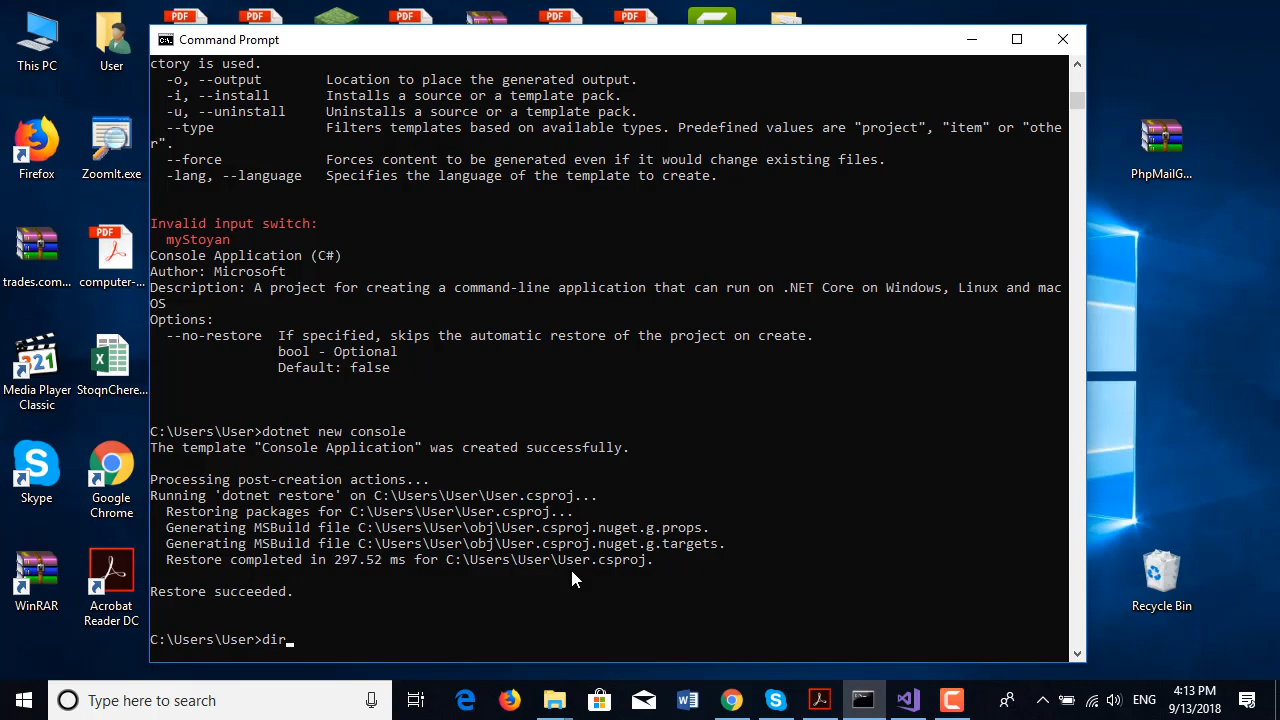 This PC
User
Firefox
ZoomIt.exe
trades.com...
computer-...
Media Player
Classic
StoqnChere...
Skype
Google
Chrome
WinRAR
Acrobat
Reader DC
PDF
PDF
PDF
PDF
PDF
PDF
321
Command Prompt
ctory is used.
-o, --output Location to place the generated output.
-i, --install Installs a source or a template pack.
-u, --uninstall Uninstalls a source or a template pack.
--type Filters templates based on available types. Predefined values are "project", "item" or "othe
r".
--force Forces content to be generated even if it would change existing files.
-lang, --language Specifies the language of the template to create.
Invalid input switch:
myStoyan
Console Application (C#)
Author: Microsoft
Description: A project for creating a command-line application that can run on .NET Core on Windows, Linux and mac
OS
Options:
--no-restore If specified, skips the automatic restore of the project on create.
bool - Optional
Default: false
C:\Users\User>dotnet new console
The template "Console Application" was created successfully.
Processing post-creation actions...
Running 'dotnet restore' on C:\Users\User\User.csproj...
Restoring packages for C:\Users\User\User.csproj...
Generating MSBuild file C:\Users\User\obj\User.csproj.nuget.g.props.
Generating MSBuild file C:\Users\User\obj\User.csproj.nuget.g.targets.
Restore completed in 297.52 ms for C:\Users\User\User.csproj.
Restore succeeded.
C:\Users\User>dir
PhpMailG...
Recycle Bin
Type here to search
ENG
4:13 PM
9/13/2018